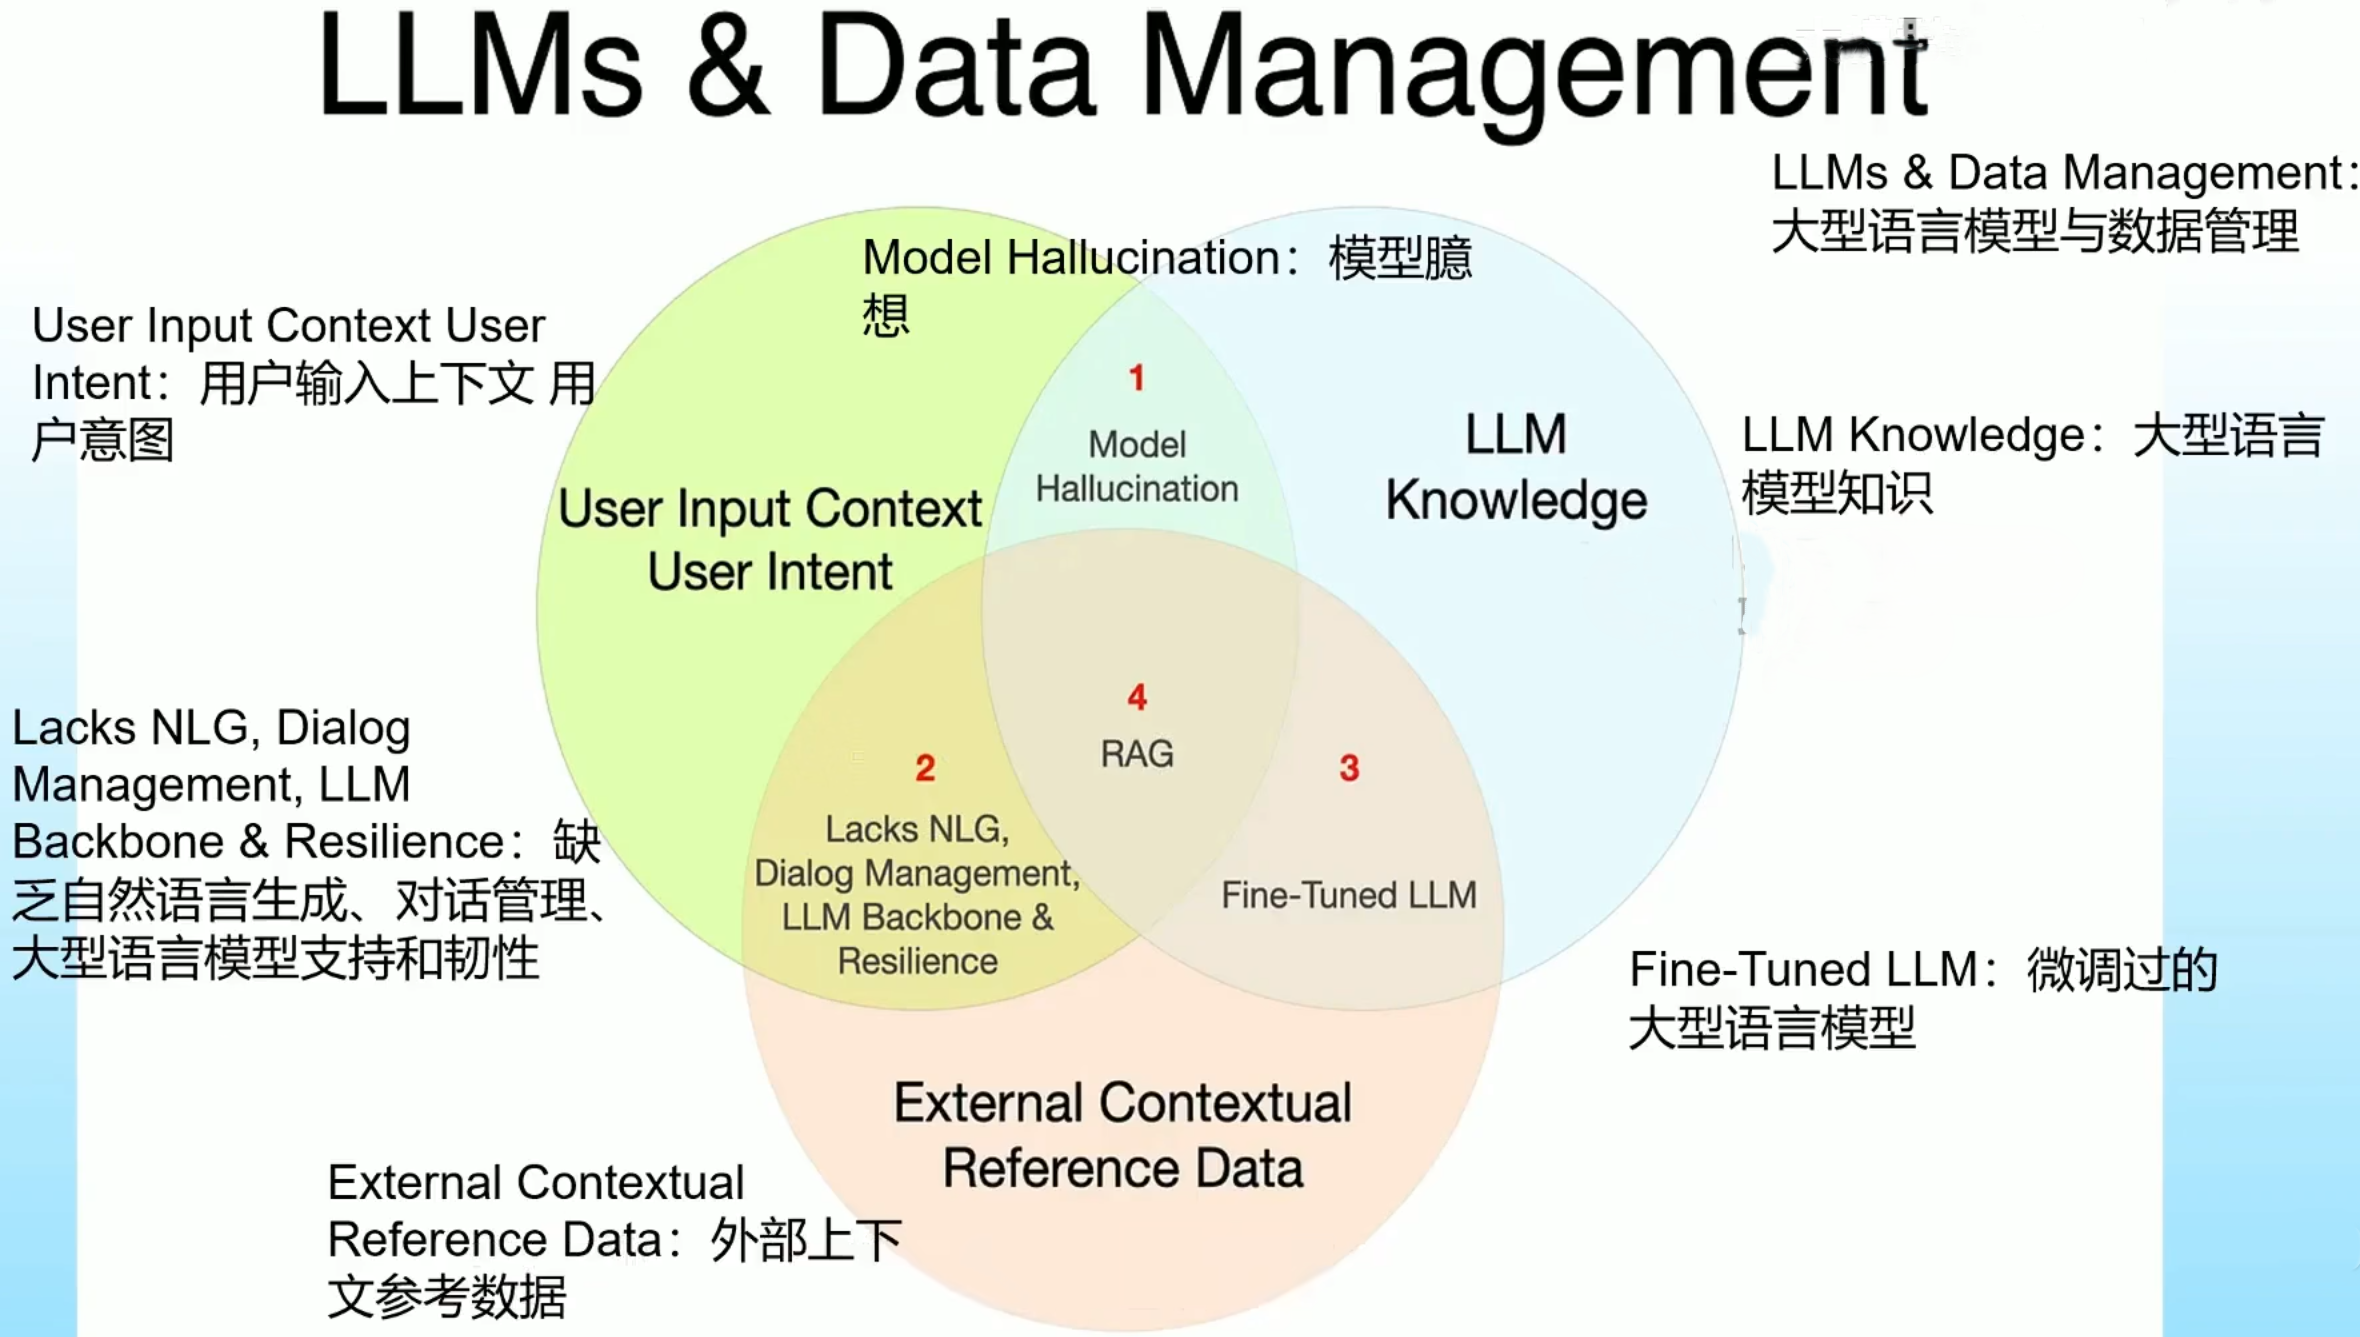 LLMs & Data Management
LLMs & Data Management：
大型语言模型与数据管理
Model Hallucination：模型臆
想
User Input Context User
Intent：用户输入上下文 用
户意图
1
Model
Hallucination
LLM
Knowledge
LLM Knowledge：大型语言
模型知识
User Input Context
User Intent
Lacks NLG, Dialog
Management, LLM
Backbone & Resilience：缺
乏自然语言生成、对话管理、
大型语言模型支持和韧性
4
RAG
2
Lacks NLG,
Dialog Management,
LLM Backbone &
Resilience
3
Fine-Tuned LLM
Fine-Tuned LLM：微调过的
大型语言模型
External Contextual
Reference Data
External Contextual
Reference Data：外部上下
文参考数据